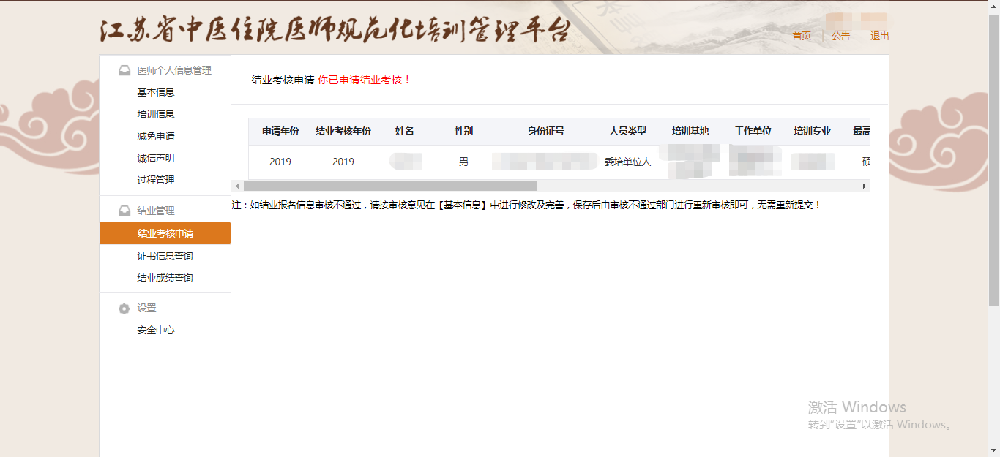 江苏省中医住院医师规范化培训管理平台
首页 公告 退出
医师个人信息管理
基本信息
培训信息
减免申请
诚信声明
过程管理
结业管理
结业考核申请
证书信息查询
结业成绩查询
设置
安全中心
结业考核申请 你已申请结业考核！
申请年份 结业考核年份 姓名 性别 身份证号 人员类型 培训基地 工作单位 培训专业 最高
2019 2019 男 委培单位人 硕
注：如结业报名信息审核不通过，请按审核意见在【基本信息】中进行修改及完善，保存后由审核不通过部门进行重新审核即可，无需重新提交！
激活 Windows
转到"设置"以激活 Windows。